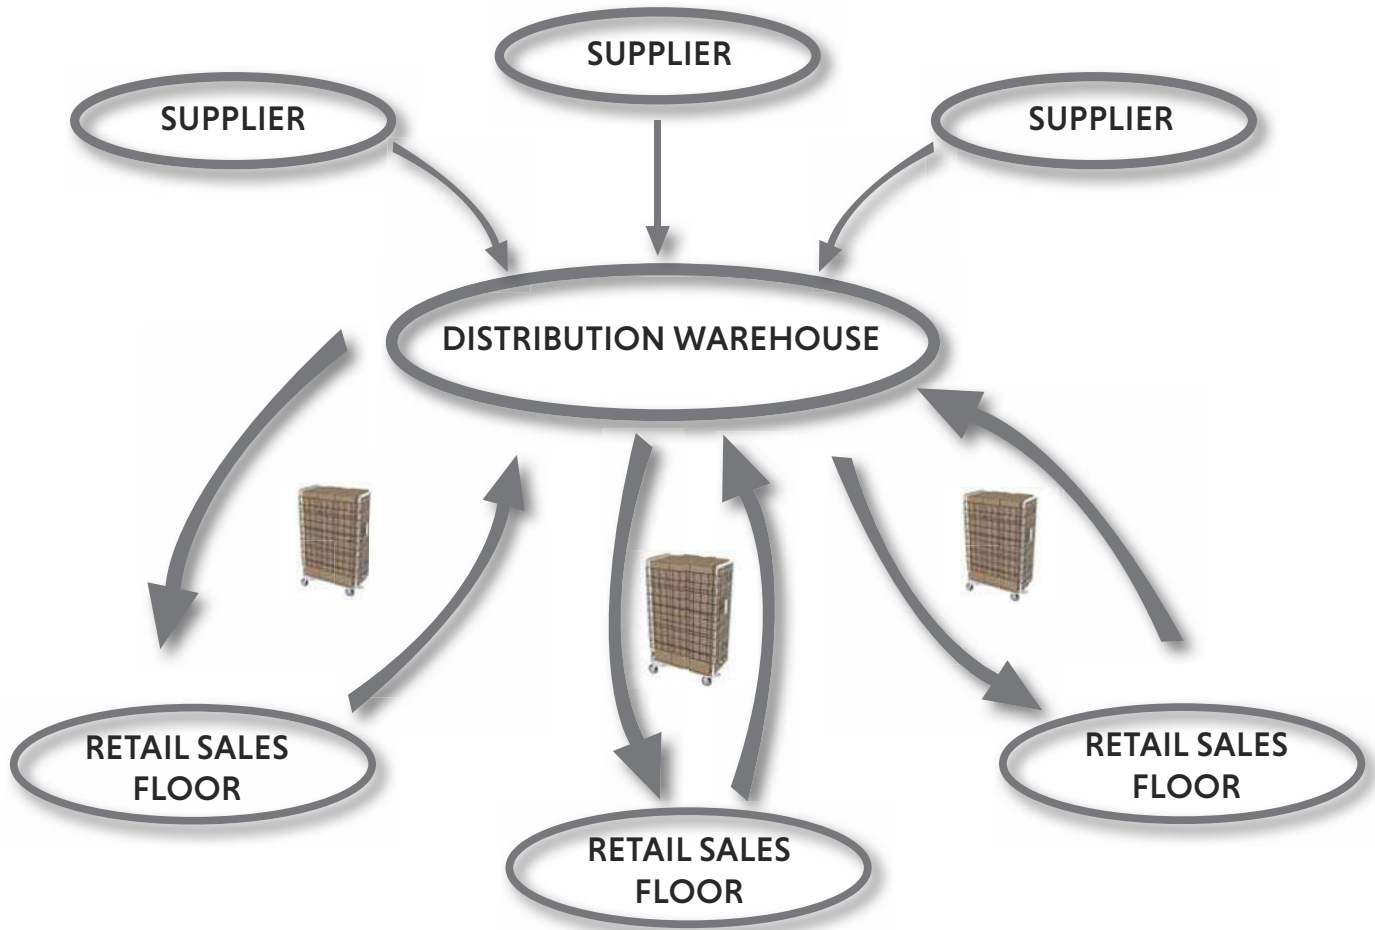 SUPPLIER
SUPPLIER
SUPPLIER
DISTRIBUTION WAREHOUSE
RETAIL SALES
FLOOR
RETAIL SALES
FLOOR
RETAIL SALES
FLOOR